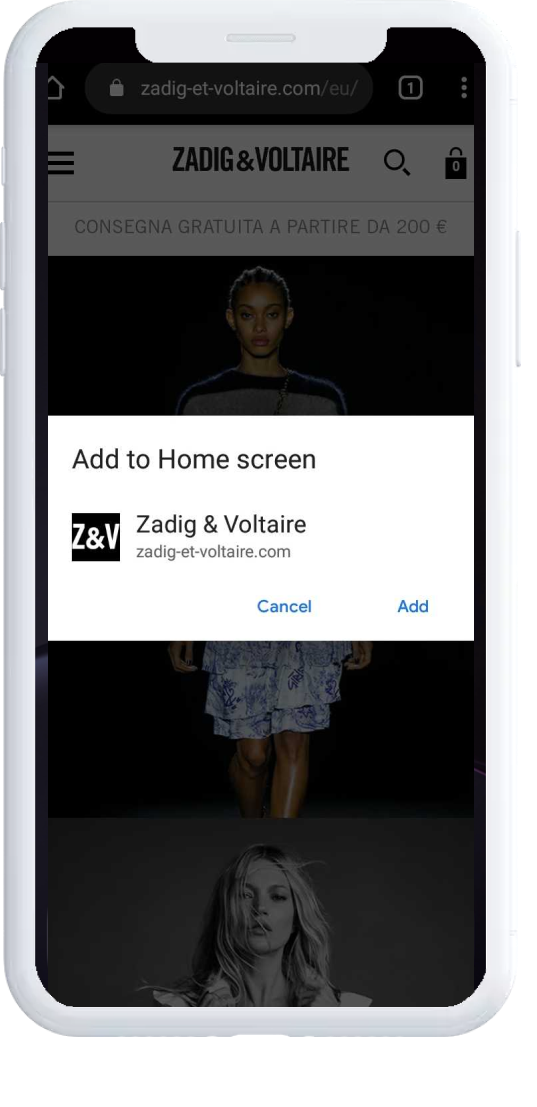 1
zadig-et-voltaire.com/eu/
ZADIG&VOLTAIRE
0
CONSEGNA GRATUITA A PARTIRE DA 200 €
Add to Home screen
Z&V
Zadig & Voltaire
zadig-et-voltaire.com
Cancel
Add